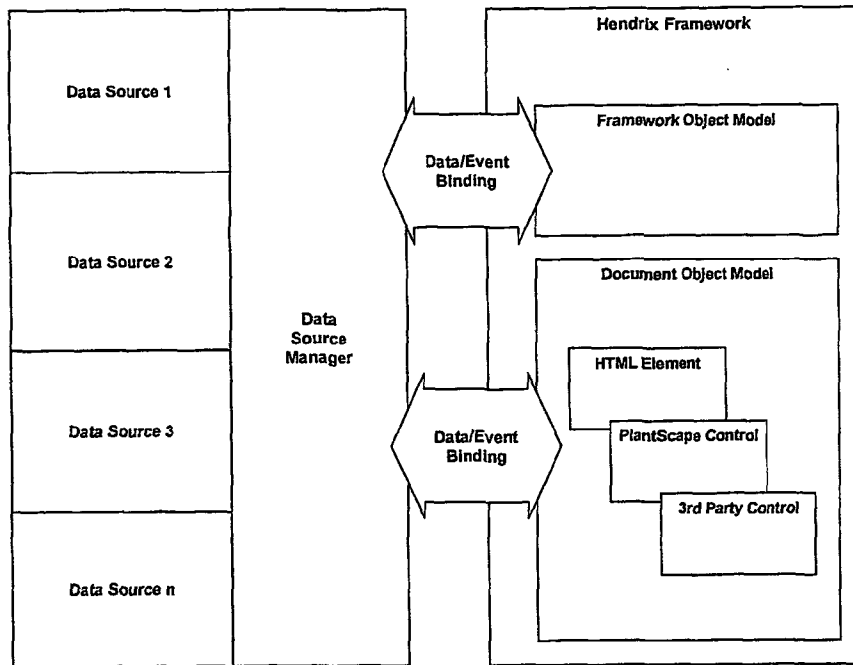 Data Source 1
Data Source 2
Data Source 3
Data Source n
Data
Source
Manager
Data/Event
Binding
Data/Event
Binding
Hendrix Framework
Framework Object Model
Document Object Model
HTML Element
PlantScape Control
3rd Party Control